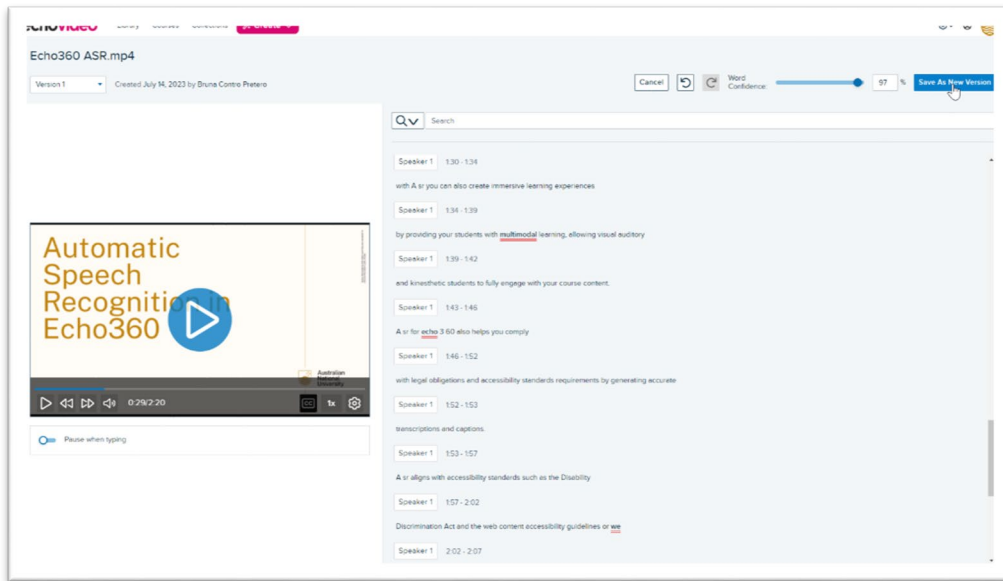 echoVideo Library Courses Collections Create
Echo360 ASR.mp4
Version 1 Created July 14, 2023 by Bruna Contro Pretero
Cancel Word Confidence: 97 % Save As New Version
Search
Speaker 1 1:30 - 1:34
with A sr you can also create immersive learning experiences
Speaker 1 1:34 - 1:39
by providing your students with multimodal learning, allowing visual auditory
Speaker 1 1:39 - 1:42
and kinesthetic students to fully engage with your course content.
Speaker 1 1:43 - 1:46
A sr for echo 3 60 also helps you comply
Speaker 1 1:46 - 1:52
with legal obligations and accessibility standards requirements by generating accurate
Speaker 1 1:52 - 1:53
transcriptions and captions.
Speaker 1 1:53 - 1:57
A sr aligns with accessibility standards such as the Disability
Speaker 1 1:57 - 2:02
Discrimination Act and the web content accessibility guidelines or we
Speaker 1 2:02 - 2:07
Automatic
Speech
Recognition in
Echo360
Australian
National
University
0:29/2:20 CC 1x
Pause when typing